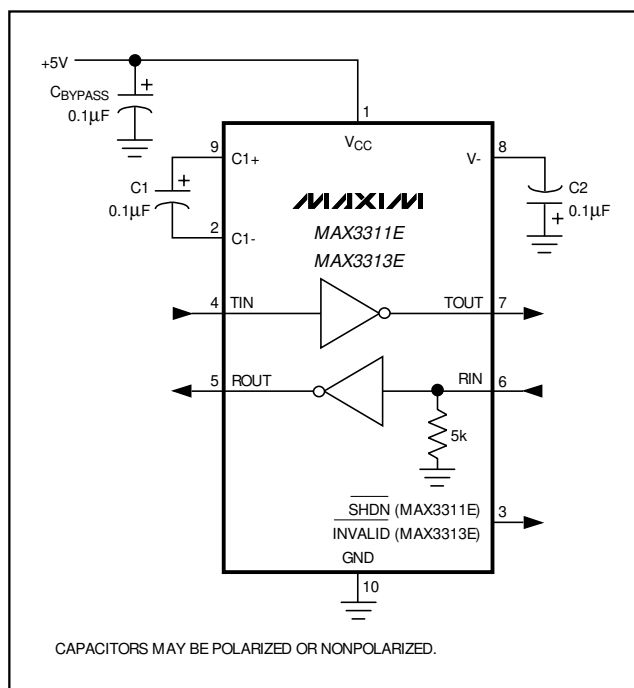 +5V
CBYPASS
0.1µF
+
1
VCC
9
C1+
V-
8
C1
0.1µF
+
2
C1-
C2
0.1µF
+
MAXIM
MAX3311E
MAX3313E
4
TIN
TOUT
7
5
ROUT
RIN
6
5k
SHDN (MAX3311E)
3
INVALID (MAX3313E)
GND
10
CAPACITORS MAY BE POLARIZED OR NONPOLARIZED.